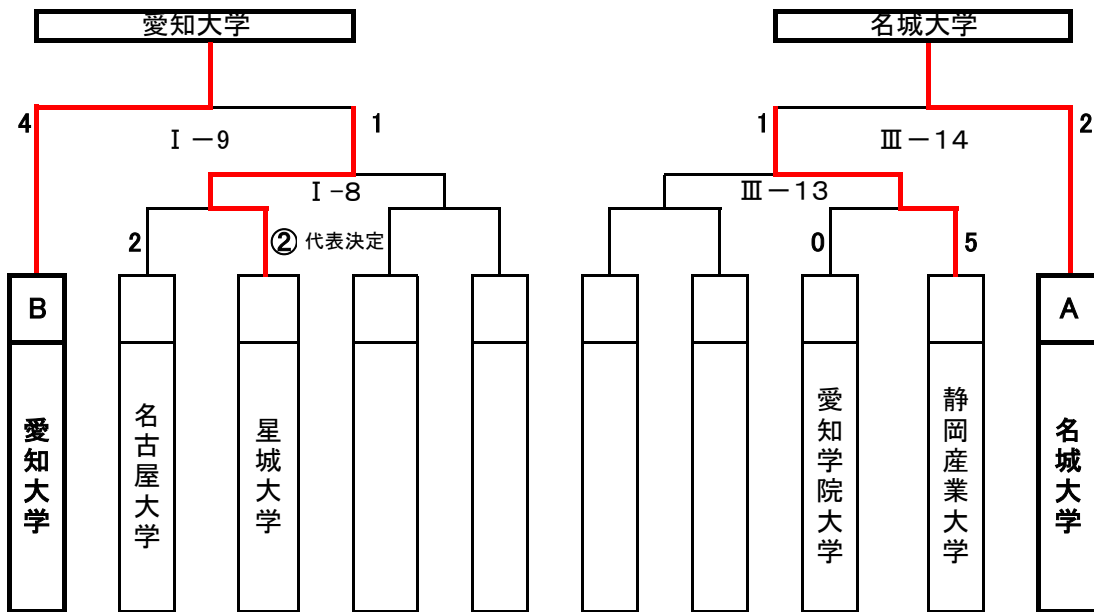 愛知大学
名城大学
4
1
1
2
Ⅰ－9
Ⅲ－14
Ⅰ-8
Ⅲ－13
2
② 代表決定
0
5
B
A
愛知大学
名古屋大学
星城大学
愛知学院大学
静岡産業大学
名城大学